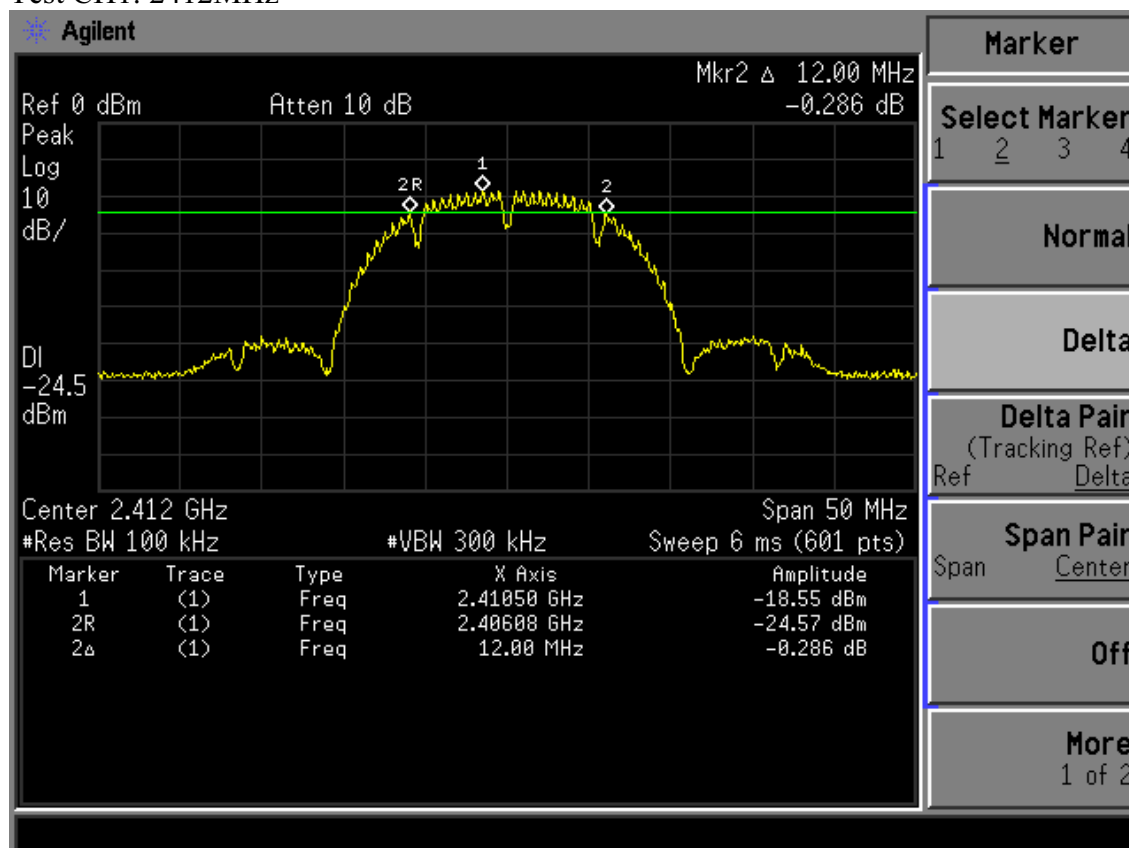 Test CH1: 2412MHz
Agilent
Mkr2 Δ 12.00 MHz
Ref 0 dBm Atten 10 dB -0.286 dB
Peak
Log
10
dB/
1
2R
2
DI
-24.5
dBm
Center 2.412 GHz Span 50 MHz
#Res BW 100 kHz #VBW 300 kHz Sweep 6 ms (601 pts)
Marker Trace Type X Axis Amplitude
1 (1) Freq 2.41050 GHz -18.55 dBm
2R (1) Freq 2.40608 GHz -24.57 dBm
2Δ (1) Freq 12.00 MHz -0.286 dB
Marker
Select Marker
1 2 3 4
Normal
Delta
Delta Pair
(Tracking Ref)
Ref Delta
Span Pair
Span Center
Off
More
1 of 2